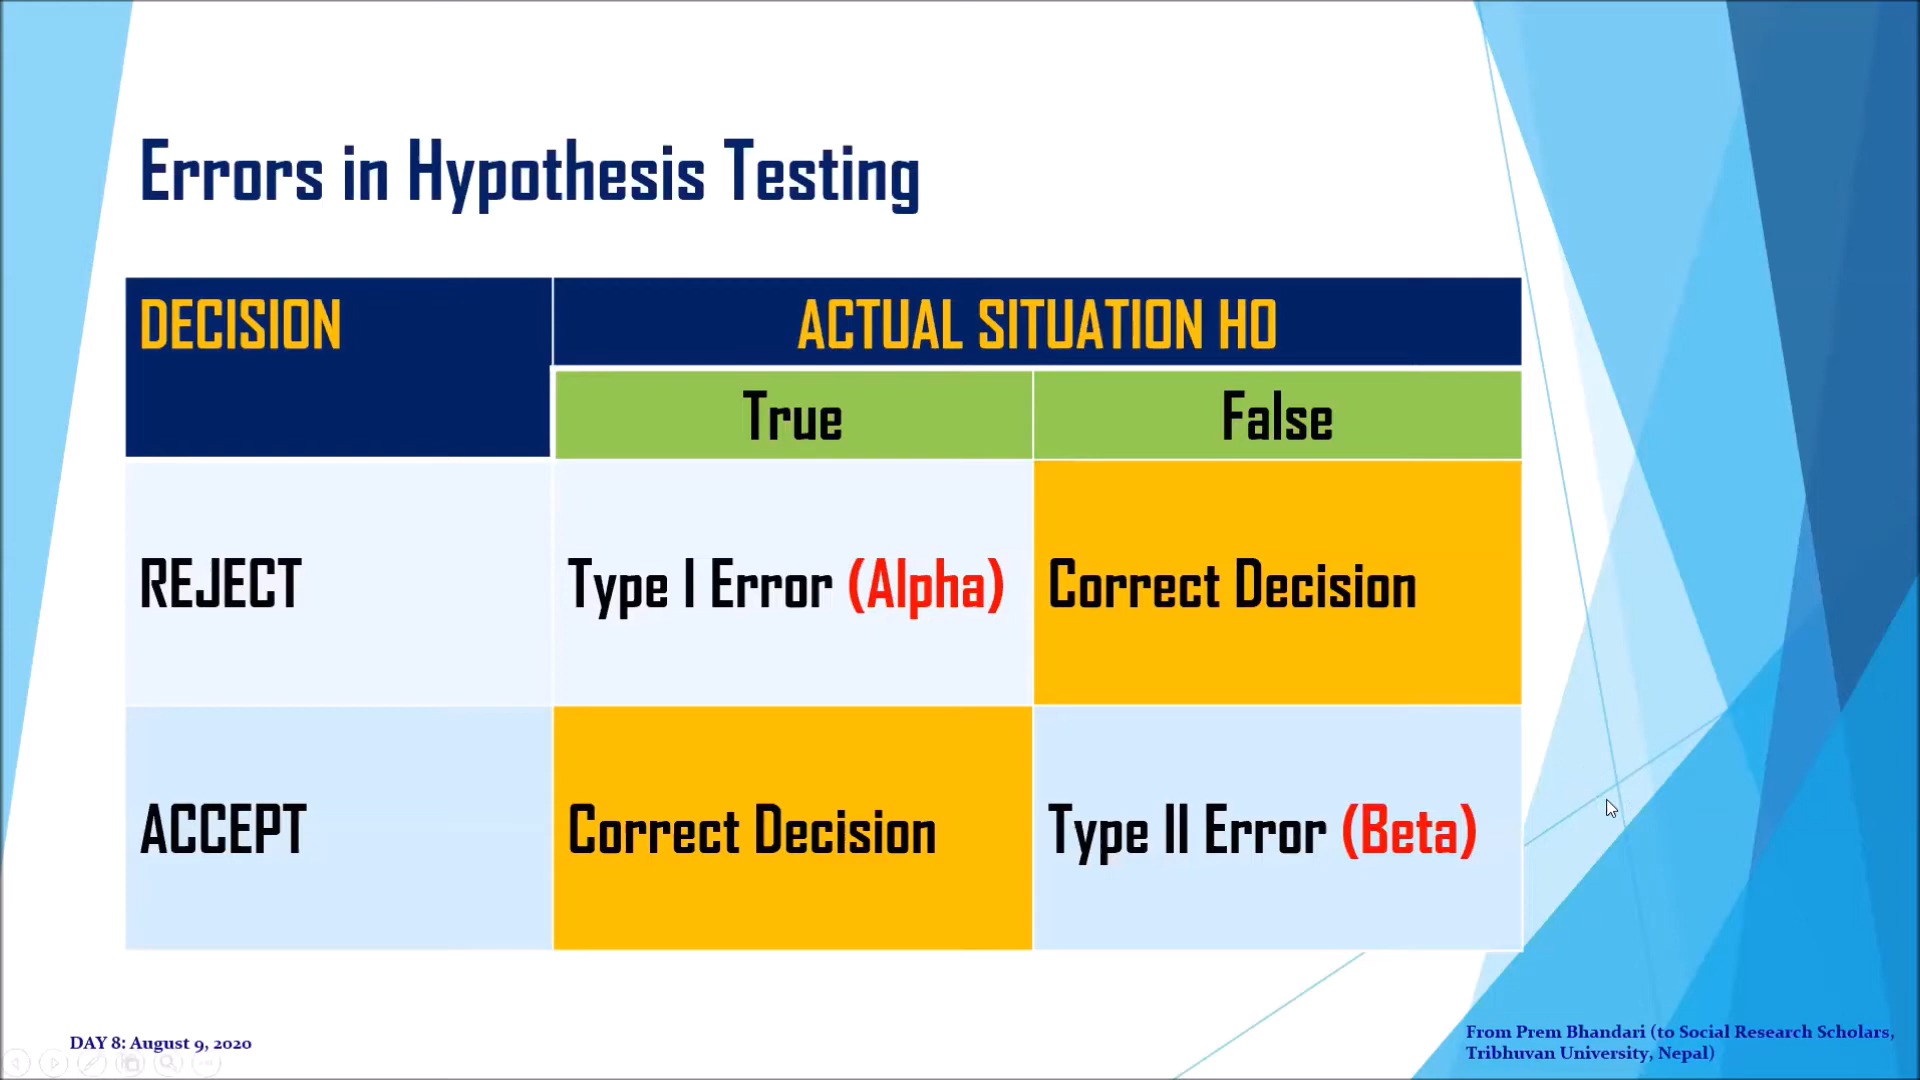 Errors in Hypothesis Testing
DECISION
ACTUAL SITUATION HO
True
False
REJECT
Type I Error (Alpha)
Correct Decision
ACCEPT
Correct Decision
Type II Error (Beta)
DAY 8: August 9, 2020
From Prem Bhandari (to Social Research Scholars,
Tribhuvan University, Nepal)